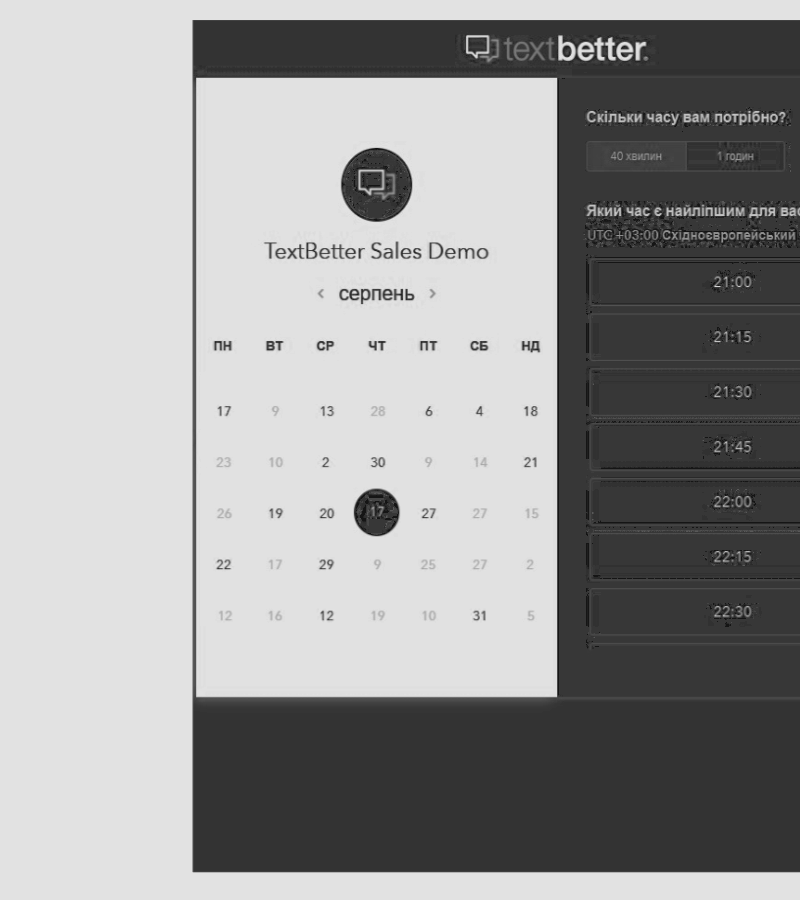 textbetter.
TextBetter Sales Demo
‹ серпень ›
ПН ВТ СР ЧТ ПТ СБ НД
17 9 13 28 6 4 18
23 10 2 30 9 14 21
26 19 20 17 27 27 15
22 17 29 9 25 27 2
12 16 12 19 10 31 5
Скільки часу вам потрібно?
40 хвилин 1 годин
Який час є найліпшим для вас
UTC +03:00 Східноєвропейський
21:00
21:15
21:30
21:45
22:00
22:15
22:30